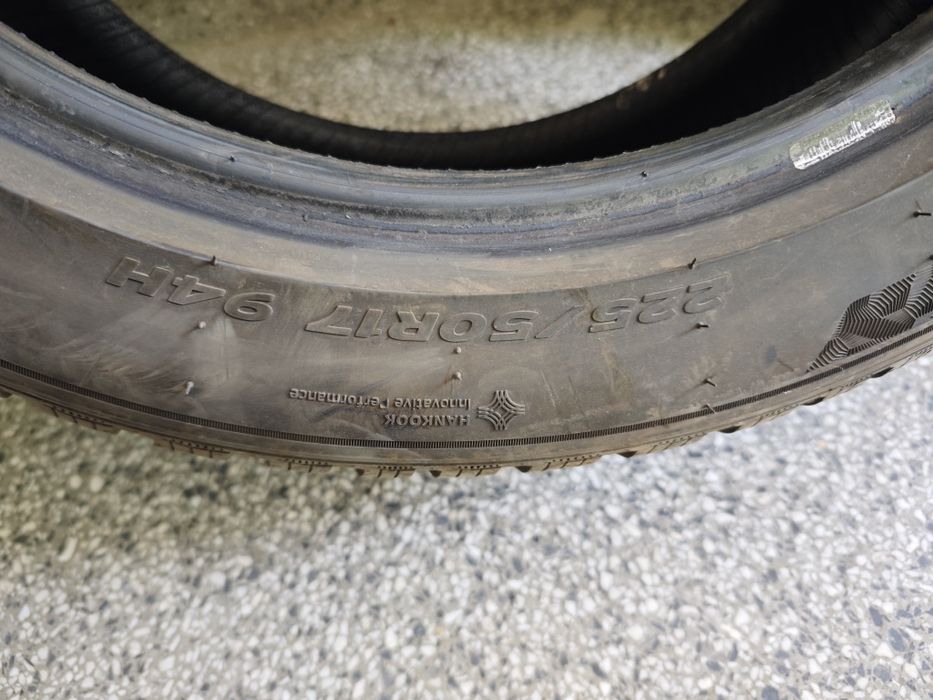 225/50R17 94H
HANKOOK
Innovative Performance